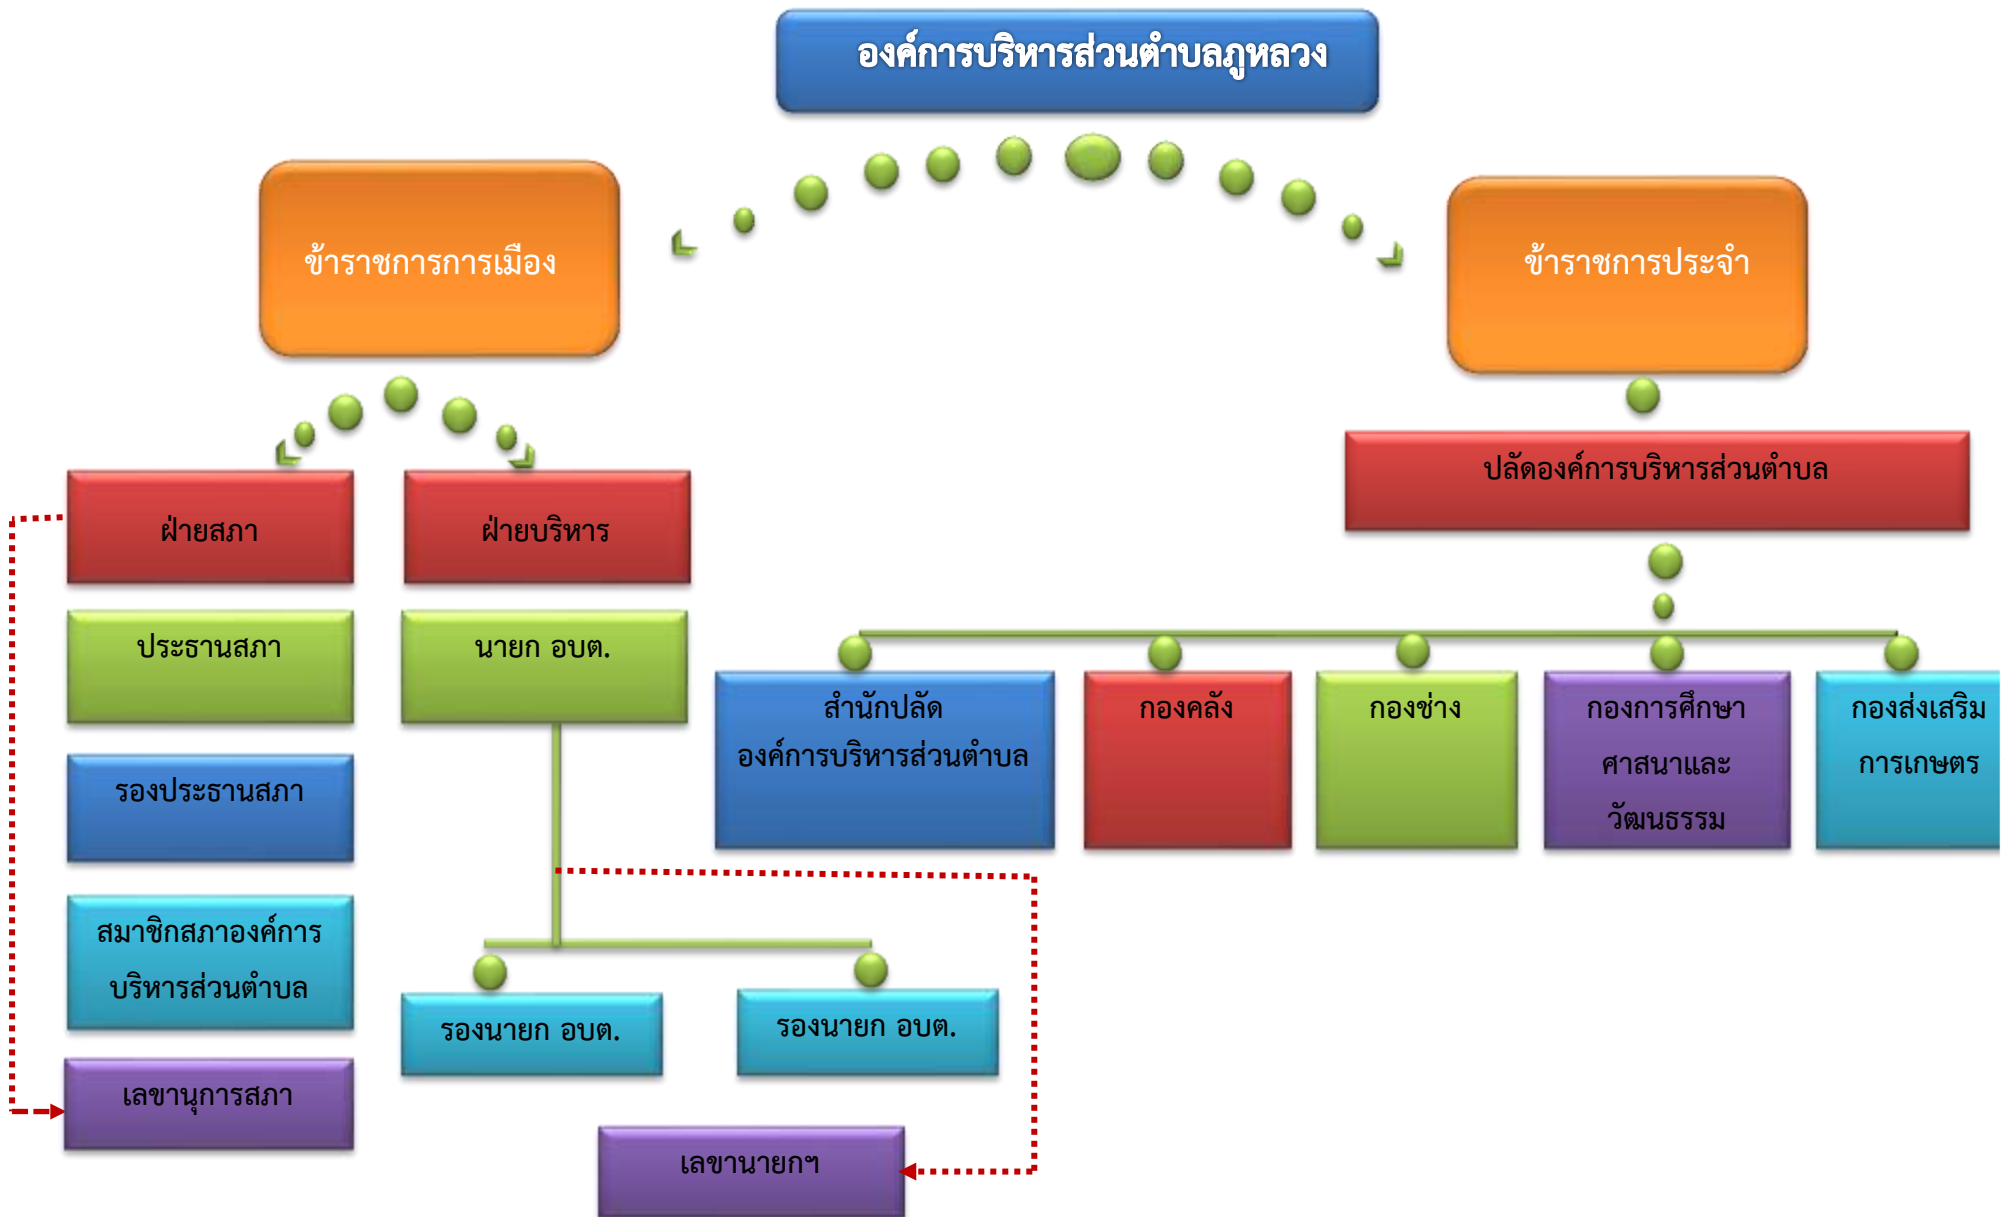 องค์การบริหารส่วนตำบลภูหลวง
ข้าราชการการเมือง
ข้าราชการประจำ
ปลัดองค์การบริหารส่วนตำบล
ฝ่ายสภา
ฝ่ายบริหาร
ประธานสภา
นายก อบต.
รองประธานสภา
สมาชิกสภาองค์การ
บริหารส่วนตำบล
เลขานุการสภา
รองนายก อบต.
รองนายก อบต.
เลขานายกฯ
สำนักปลัด
องค์การบริหารส่วนตำบล
กองคลัง
กองช่าง
กองการศึกษา
ศาสนาและ
วัฒนธรรม
กองส่งเสริม
การเกษตร